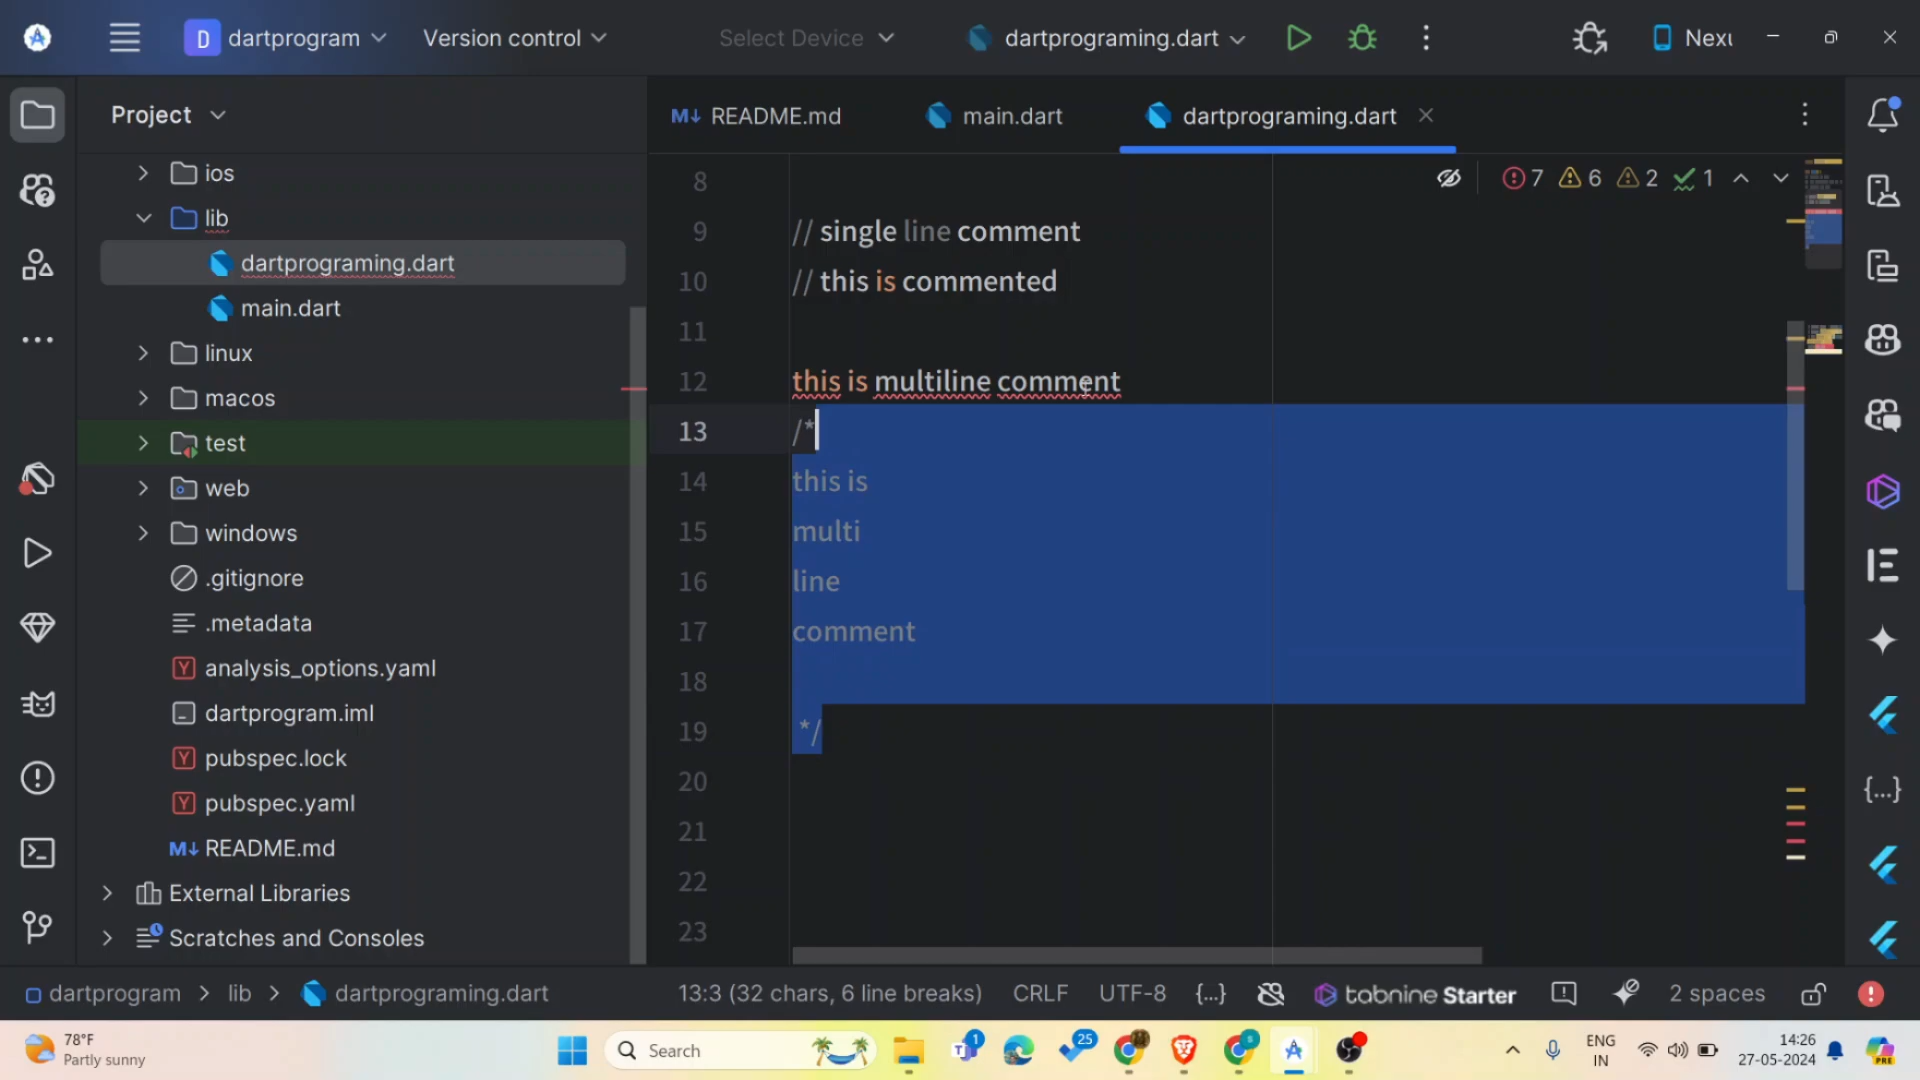 D dartprogram Version control Select Device dartprograming.dart Nexu
Project
M↓ README.md main.dart dartprograming.dart
7 6 2 1
ios
lib
dartprograming.dart
main.dart
linux
macos
test
web
windows
.gitignore
.metadata
Y analysis_options.yaml
dartprogram.iml
Y pubspec.lock
Y pubspec.yaml
M↓ README.md
External Libraries
Scratches and Consoles
8
9 // single line comment
10 // this is commented
11
12 this is multiline comment
13 /*
14 this is
15 multi
16 line
17 comment
18
19 */
20
21
22
23
dartprogram > lib > dartprograming.dart 13:3 (32 chars, 6 line breaks) CRLF UTF-8 {...} tabnine Starter 2 spaces
78°F
Partly sunny
Search
1
25
ENG
IN
14:26
27-05-2024
PRE